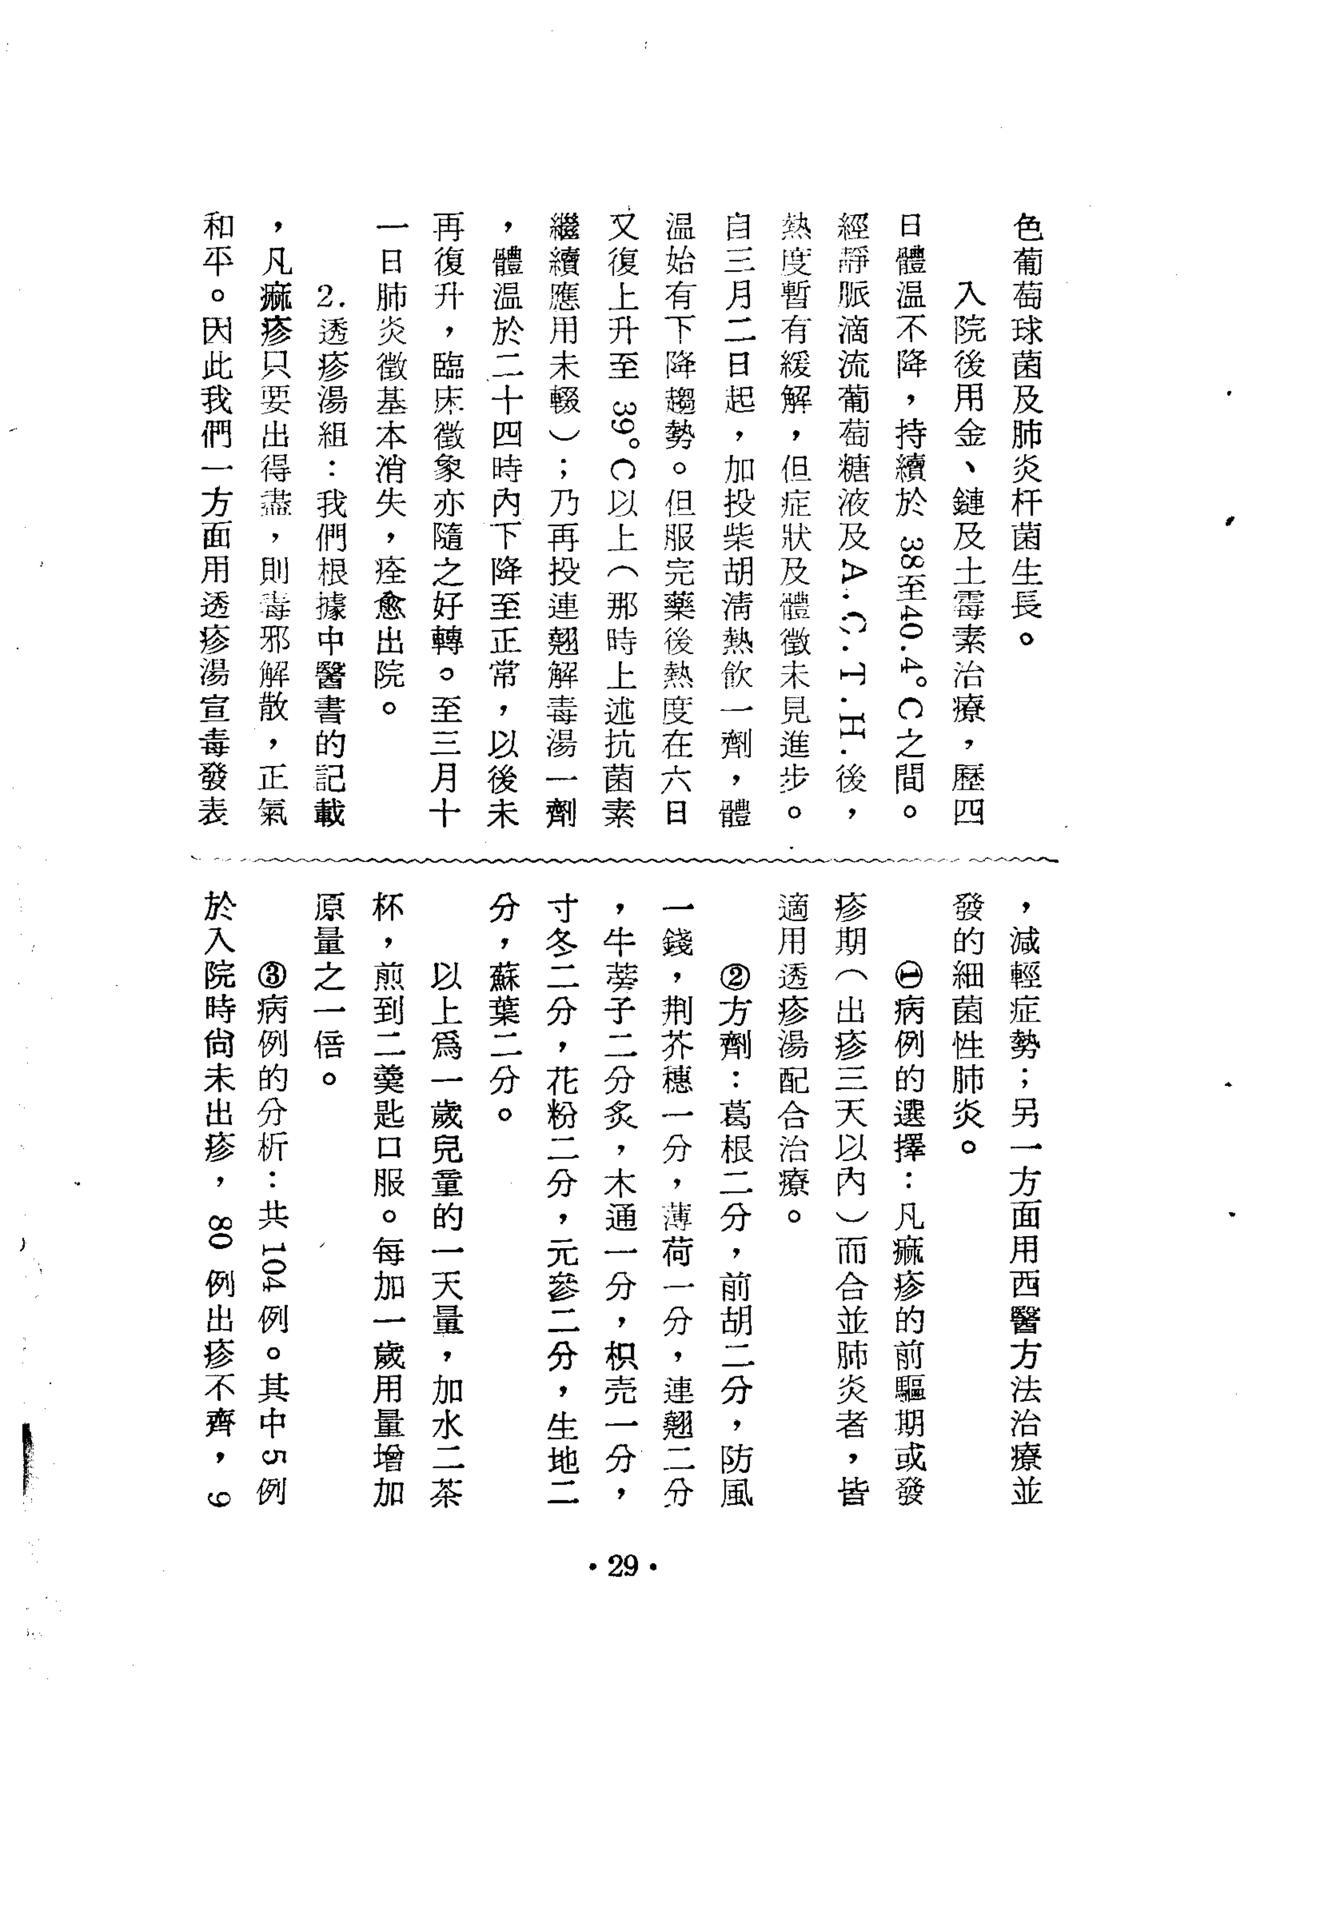 色葡萄球菌及肺炎杆菌生長。
入院後用金、鏈及土霉素治療，歷四
日體温不降，持續於38至40.4°C之間。
經靜脈滴流葡萄糖液及A.C.T.H.後，
熱度暫有緩解，但症狀及體徵未見進步。
自三月二日起，加投柴胡清熱飲一劑，體
温始有下降趨勢。但服完藥後熱度在六日
又復上升至39°C以上（那時上述抗菌素
繼續應用未輟）；乃再投連翹解毒湯一劑
，體温於二十四時內下降至正常，以後未
再復升，臨床徵象亦隨之好轉。至三月十
一日肺炎徵基本消失，痊愈出院。
2.透疹湯組：我們根據中醫書的記載
，凡痲疹只要出得盡，則毒邪解散，正氣
和平。因此我們一方面用透疹湯宣毒發表
，減輕症勢；另一方面用西醫方法治療並
發的細菌性肺炎。
①病例的選擇：凡痲疹的前驅期或發
疹期（出疹三天以內）而合並肺炎者，皆
適用透疹湯配合治療。
②方劑：葛根二分，前胡二分，防風
一錢，荆芥穗一分，薄荷一分，連翹二分
，牛蒡子二分炙，木通一分，枳壳一分，
寸冬二分，花粉二分，元參二分，生地二
分，蘇葉二分。
以上爲一歲兒童的一天量，加水二茶
杯，煎到二羹匙口服。每加一歲用量增加
原量之一倍。
③病例的分析：共104例。其中5例
於入院時尙未出疹，80例出疹不齊，9
·29·